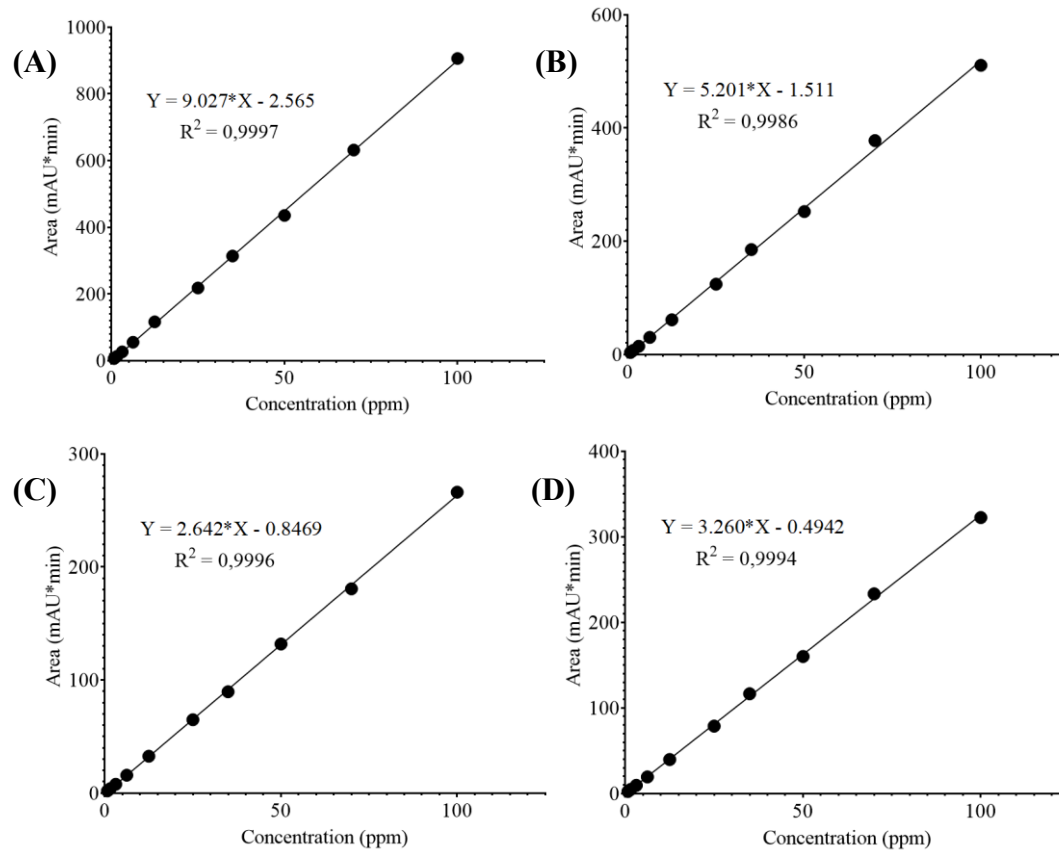 (A)
1000
800
600
400
200
0
Y = 9.027*X - 2.565
R² = 0,9997
Area (mAU*min)
0 50 100
Concentration (ppm)
(B)
600
400
200
0
Y = 5.201*X - 1.511
R² = 0,9986
Area (mAU*min)
0 50 100
Concentration (ppm)
(C)
300
200
100
0
Y = 2.642*X - 0.8469
R² = 0,9996
Area (mAU*min)
0 50 100
Concentration (ppm)
(D)
400
300
200
100
0
Y = 3.260*X - 0.4942
R² = 0,9994
Area (mAU*min)
0 50 100
Concentration (ppm)